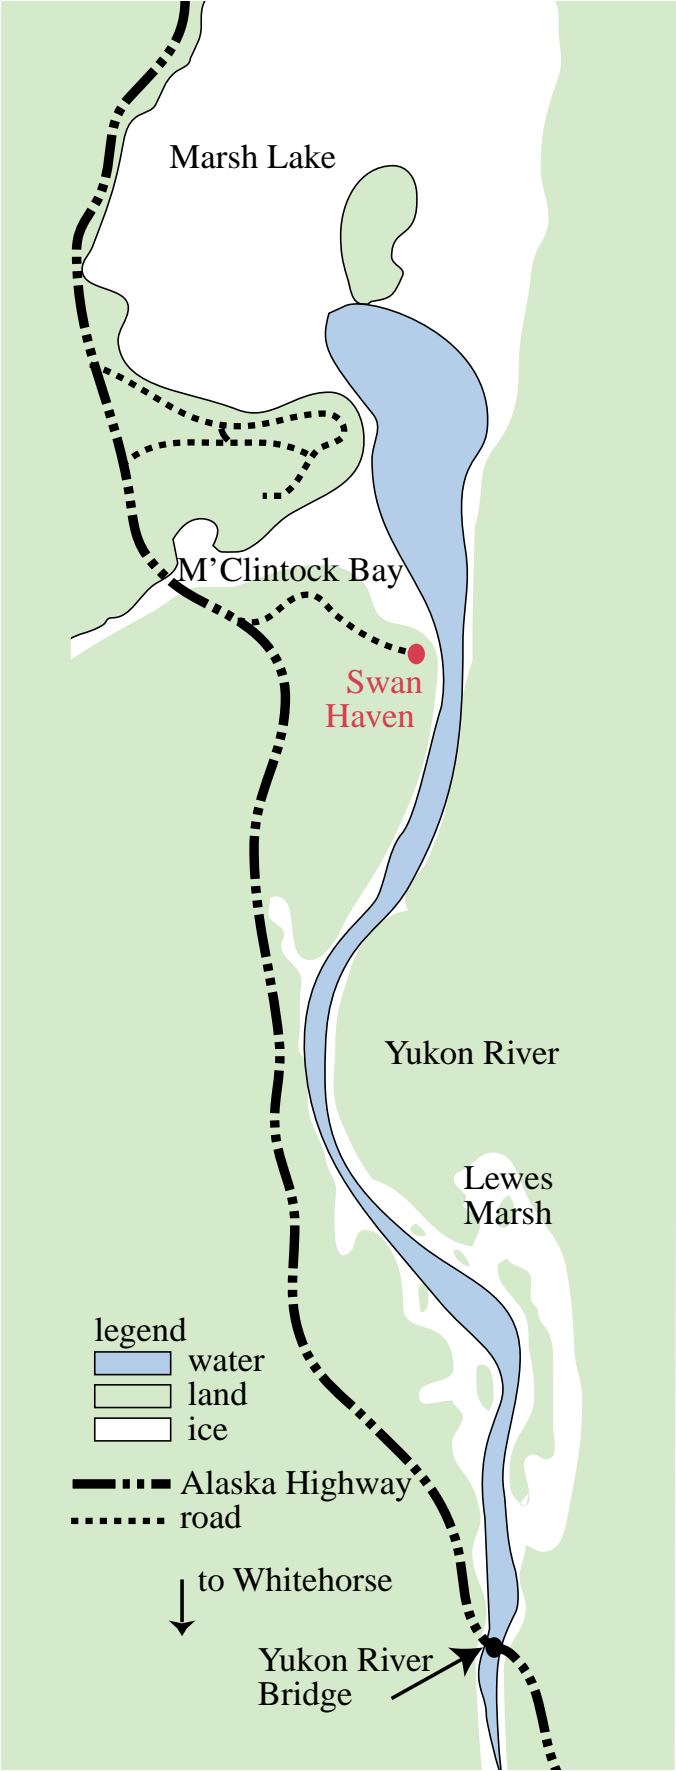 Marsh Lake
M’Clintock Bay
Swan
Haven
Yukon River
Lewes
Marsh
legend
water
land
ice
Alaska Highway
road
to Whitehorse
Yukon River
Bridge